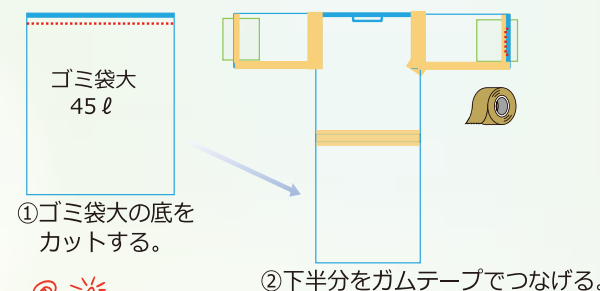 ゴミ袋大
45ℓ
①ゴミ袋大の底を
カットする。
②下半分をガムテープでつなげる。